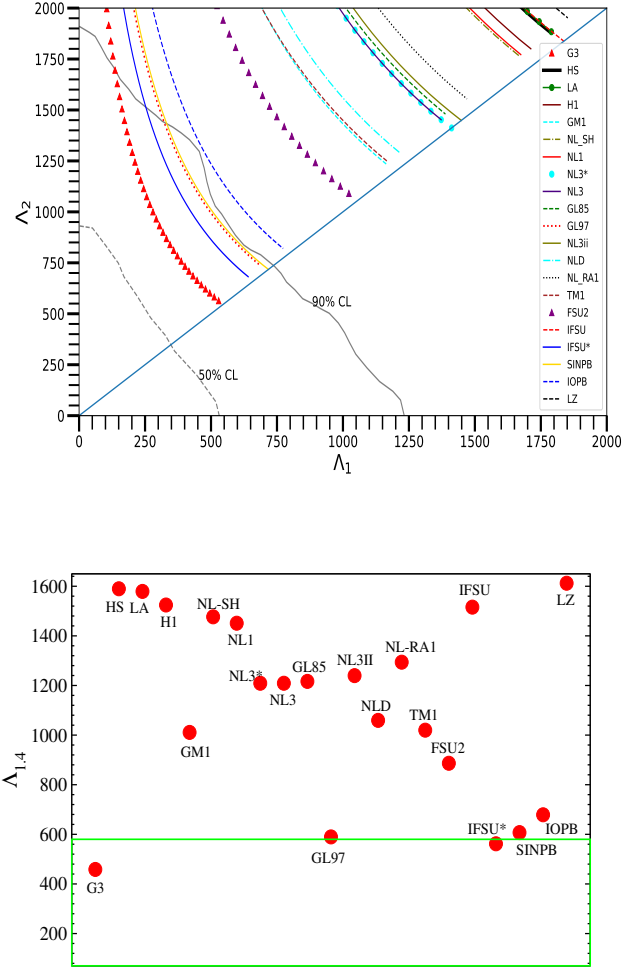 2000
1750
1500
1250
1000
750
500
250
0
Λ2
90% CL
50% CL
G3
HS
LA
H1
GM1
NL_SH
NL1
NL3*
NL3
GL85
GL97
NL3ii
NLD
NL_RA1
TM1
FSU2
IFSU
IFSU*
SINPB
IOPB
LZ
0 250 500 750 1000 1250 1500 1750 2000
Λ1
1600
1400
1200
1000
800
600
400
200
Λ1.4
HS LA H1 NL-SH NL1 IFSU LZ
NL3* NL3 GL85 NL3II NL-RA1
GM1 NLD TM1 FSU2
GL97 IFSU* SINPB IOPB
G3